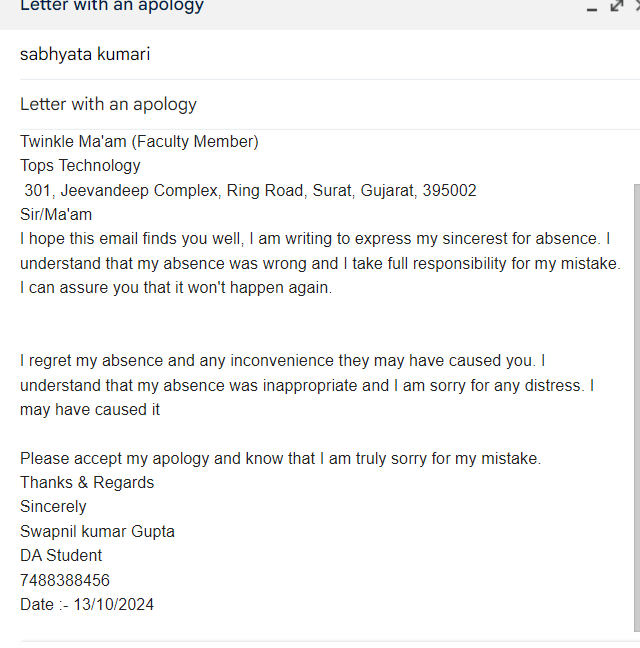 Letter with an apology
sabhyata kumari
Letter with an apology
Twinkle Ma'am (Faculty Member)
Tops Technology
301, Jeevandeep Complex, Ring Road, Surat, Gujarat, 395002
Sir/Ma'am
I hope this email finds you well, I am writing to express my sincerest for absence. I
understand that my absence was wrong and I take full responsibility for my mistake.
I can assure you that it won't happen again.
I regret my absence and any inconvenience they may have caused you. I
understand that my absence was inappropriate and I am sorry for any distress. I
may have caused it
Please accept my apology and know that I am truly sorry for my mistake.
Thanks & Regards
Sincerely
Swapnil kumar Gupta
DA Student
7488388456
Date :- 13/10/2024